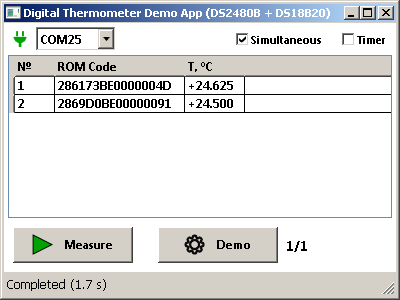 Digital Thermometer Demo App (DS2480B + DS18B20)
COM25 Simultaneous Timer
№ ROM Code T, ºC
1 286173BE0000004D +24.625
2 2869D0BE00000091 +24.500
Measure Demo 1/1
Completed (1.7 s)